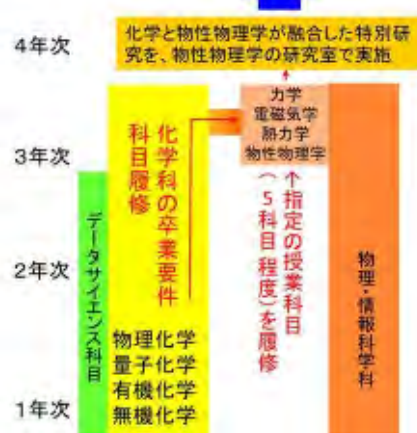 4年次
化学と物性物理学が融合した特別研
究を、物性物理学の研究室で実施
3年次
2年次
1年次
データサイエンス科目
化学科の卒業要件
科目履修
物理化学
量子化学
有機化学
無機化学
力学
電磁気学
熱力学
物性物理学
↑指定の授業科目
(5科目程度)を履修
物理・情報科学科